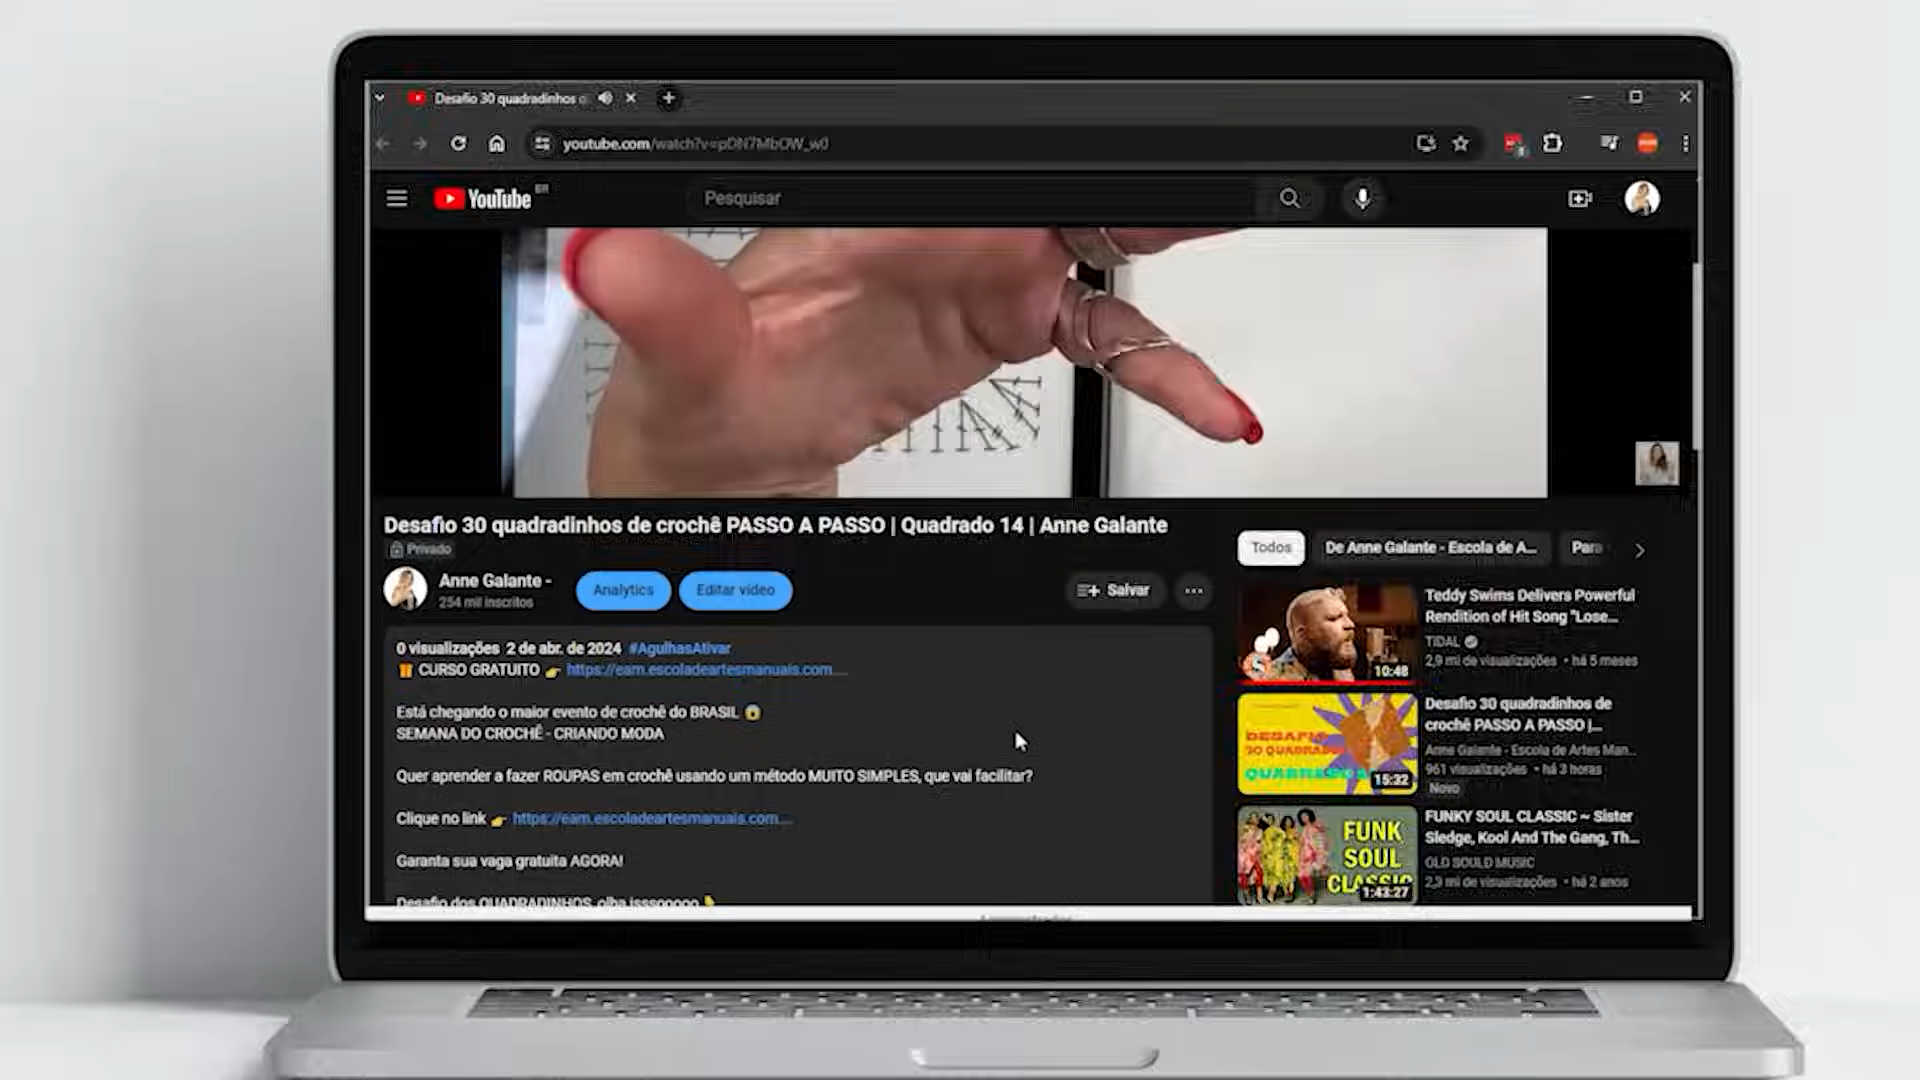 Desafio 30 quadradinhos o
youtube.com/watch?v=pDN7MbOW_w0
YouTube BR
Pesquisar
Desafio 30 quadradinhos de crochê PASSO A PASSO | Quadrado 14 | Anne Galante
Privado
Anne Galante -
254 mil inscritos
Analytics
Editar vídeo
Salvar
0 visualizações 2 de abr. de 2024 #AgulhasAtivar
CURSO GRATUITO https://eam.escoladeartesmanuais.com...
Está chegando o maior evento de crochê do BRASIL
SEMANA DO CROCHÊ - CRIANDO MODA
Quer aprender a fazer ROUPAS em crochê usando um método MUITO SIMPLES, que vai facilitar?
Clique no link https://eam.escoladeartesmanuais.com...
Garanta sua vaga gratuita AGORA!
Desafio dos QUADRADINHOS, olha isssooooo
Todos
De Anne Galante - Escola de A...
Para
10:48
Teddy Swims Delivers Powerful
Rendition of Hit Song "Lose...
TIDAL
2,9 mi de visualizações • há 5 meses
DESAFIO
30 QUADRA
15:32
Desafio 30 quadradinhos de
crochê PASSO A PASSO |...
Anne Galante - Escola de Artes Man...
961 visualizações • há 3 horas
Novo
FUNK
SOUL
CLASSIC
1:43:27
FUNKY SOUL CLASSIC ~ Sister
Sledge, Kool And The Gang, Th...
OLD SOULD MUSIC
2,3 mi de visualizações • há 2 anos